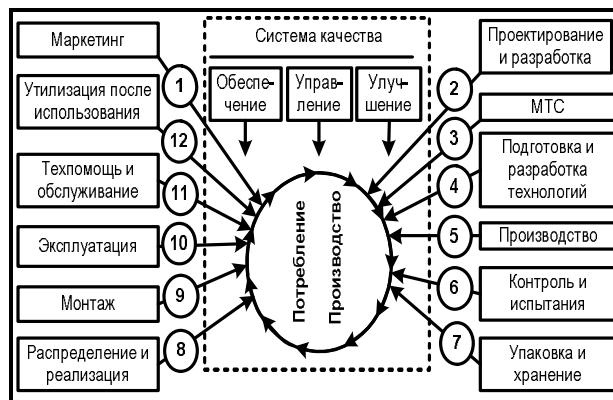 Маркетинг
1
Утилизация после
использования
12
Техпомощь и
обслуживание
11
Эксплуатация
10
Монтаж
9
Распределение и
реализация
8
Система качества
Обеспе-
чение
Управ-
ление
Улуч-
шение
Потребление
Производство
Проектирование
и разработка
2
МТС
3
Подготовка и
разработка
технологий
4
Производство
5
Контроль и
испытания
6
Упаковка и
хранение
7